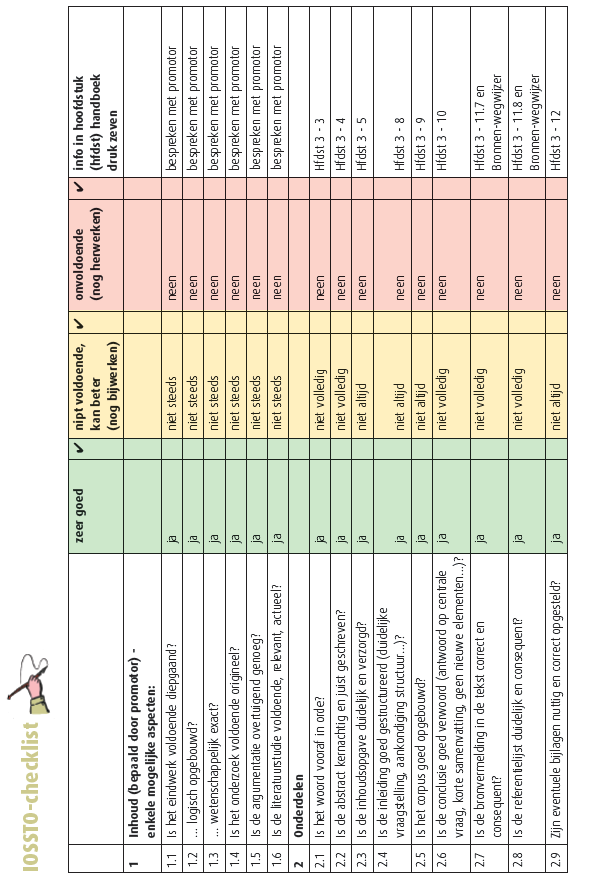 IOSSTO-checklist
zeer goed ✔ nipt voldoende, ✔ onvoldoende ✔ info in hoofdstuk
kan beter (nog herwerken) (hfdst) handboek
(nog bijwerken) druk zeven
1 Inhoud (bepaald door promotor) -
enkele mogelijke aspecten:
1.1 Is het eindwerk voldoende diepgaand? ja niet steeds neen bespreken met promotor
1.2 ... logisch opgebouwd? ja niet steeds neen bespreken met promotor
1.3 ... wetenschappelijk exact? ja niet steeds neen bespreken met promotor
1.4 Is het onderzoek voldoende origineel? ja niet steeds neen bespreken met promotor
1.5 Is de argumentatie overtuigend genoeg? ja niet steeds neen bespreken met promotor
1.6 Is de literatuurstudie voldoende, relevant, actueel? ja niet steeds neen bespreken met promotor
2 Onderdelen
2.1 Is het woord vooraf in orde? ja niet volledig neen Hfdst 3 - 3
2.2 Is de abstract kernachtig en juist geschreven? ja niet volledig neen Hfdst 3 - 4
2.3 Is de inhoudsopgave duidelijk en verzorgd? ja niet altijd neen Hfdst 3 - 5
2.4 Is de inleiding goed gestructureerd (duidelijke
vraagstelling, aankondiging structuur...)? ja niet altijd neen Hfdst 3 - 8
2.5 Is het corpus goed opgebouwd? ja niet altijd neen Hfdst 3 - 9
2.6 Is de conclusie goed verwoord (antwoord op centrale ja niet volledig neen Hfdst 3 - 10
vraag, korte samenvatting, geen nieuwe elementen...)?
2.7 Is de bronvermelding in de tekst correct en ja niet volledig neen Hfdst 3 - 11.7 en
consequent? Bronnen-wegwijzer
2.8 Is de referentielijst duidelijk en consequent? ja niet volledig neen Hfdst 3 - 11.8 en
Bronnen-wegwijzer
2.9 Zijn eventuele bijlagen nuttig en correct opgesteld? ja niet altijd neen Hfdst 3 - 12